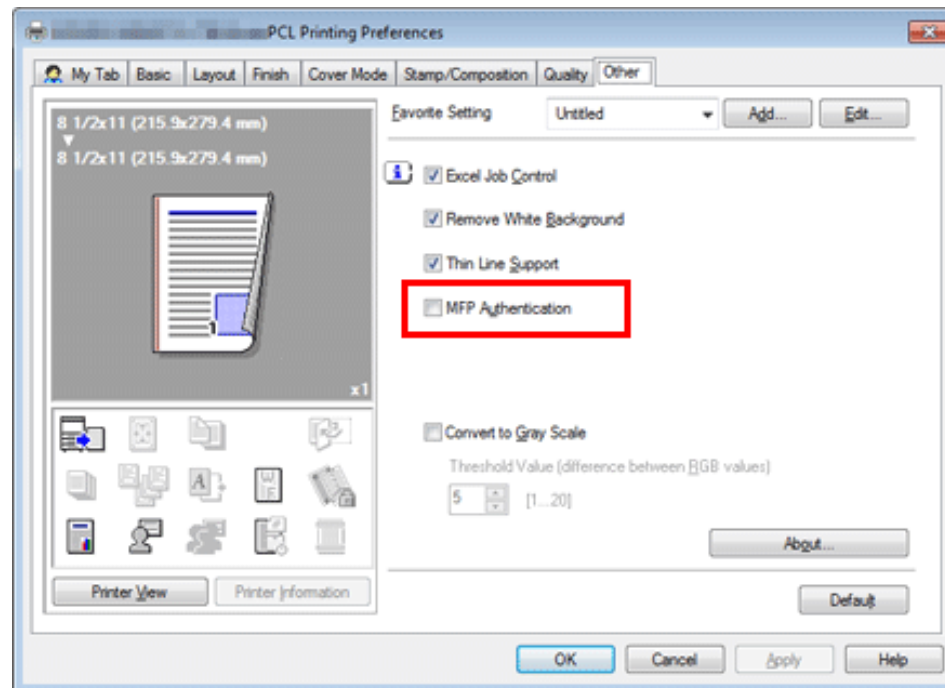 PCL Printing Preferences
My Tab Basic Layout Finish Cover Mode Stamp/Composition Quality Other
8 1/2x11 (215.9x279.4 mm)
8 1/2x11 (215.9x279.4 mm)
1
x1
Favorite Setting Untitled Add... Edit...
Excel Job Control
Remove White Background
Thin Line Support
MFP Authentication
Convert to Gray Scale
Threshold Value (difference between RGB values)
5 [1...20]
About...
Printer View Printer Information
Default
OK Cancel Apply Help